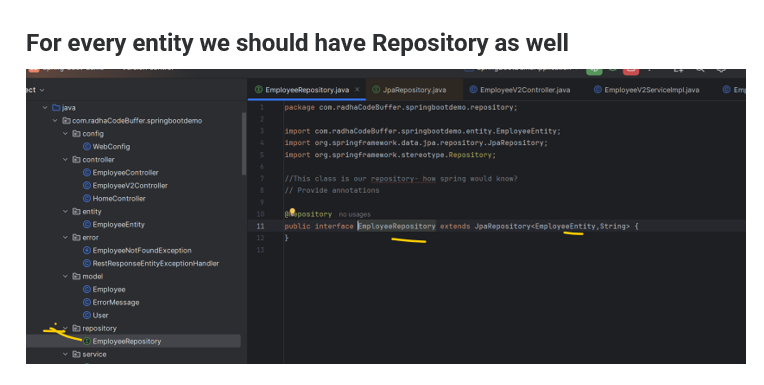 For every entity we should have Repository as well
ect
EmployeeRepository.java
JpaRepository.java
EmployeeV2Controller.java
EmployeeV2ServiceImpl.java
Em
java
com.radhaCodeBuffer.springbootdemo
config
WebConfig
controller
EmployeeController
EmployeeV2Controller
HomeController
entity
EmployeeEntity
error
EmployeeNotFoundException
RestResponseEntityExceptionHandler
model
Employee
ErrorMessage
User
repository
EmployeeRepository
service
1 package com.radhaCodeBuffer.springbootdemo.repository;
2
3 import com.radhaCodeBuffer.springbootdemo.entity.EmployeeEntity;
4 import org.springframework.data.jpa.repository.JpaRepository;
5 import org.springframework.stereotype.Repository;
6
7 //This class is our repository- how spring would know?
8 // Provide annotations
9
10 @Repository no usages
11 public interface EmployeeRepository extends JpaRepository<EmployeeEntity,String> {
12 }
13